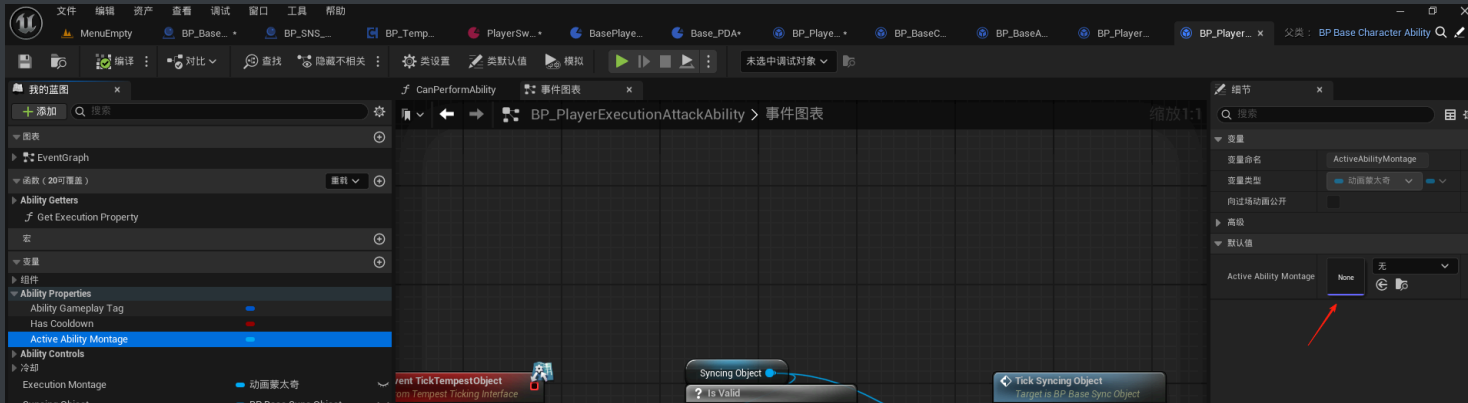 文件 编辑 资产 查看 调试 窗口 工具 帮助
MenuEmpty BP_Base... • BP_SNS_... BP_Temp... PlayerSw... • BasePlaye... Base_PDA• BP_Playe... • BP_BaseC... BP_BaseA... BP_Player... BP_Player... × 父类： BP Base Character Ability
编译 对比 查找 隐藏不相关 类设置 类默认值 模拟 未选中调试对象
我的蓝图 ×
CanPerformAbility 事件图表 ×
细节 ×
添加 搜索
BP_PlayerExecutionAttackAbility > 事件图表 缩放1:1
搜索
图表
EventGraph
函数（20可覆盖） 重载
Ability Getters
Get Execution Property
宏
变量
组件
Ability Properties
Ability Gameplay Tag
Has Cooldown
Active Ability Montage
Ability Controls
冷却
Execution Montage 动画蒙太奇
Syncing Object BP Base Sync Object
vent TickTempestObject
rom Tempest Ticking Interface
Syncing Object
? Is Valid
Tick Syncing Object
Target is BP Base Sync Object
变量
变量命名 ActiveAbilityMontage
变量类型 动画蒙太奇
向过场动画公开
高级
默认值
Active Ability Montage None 无